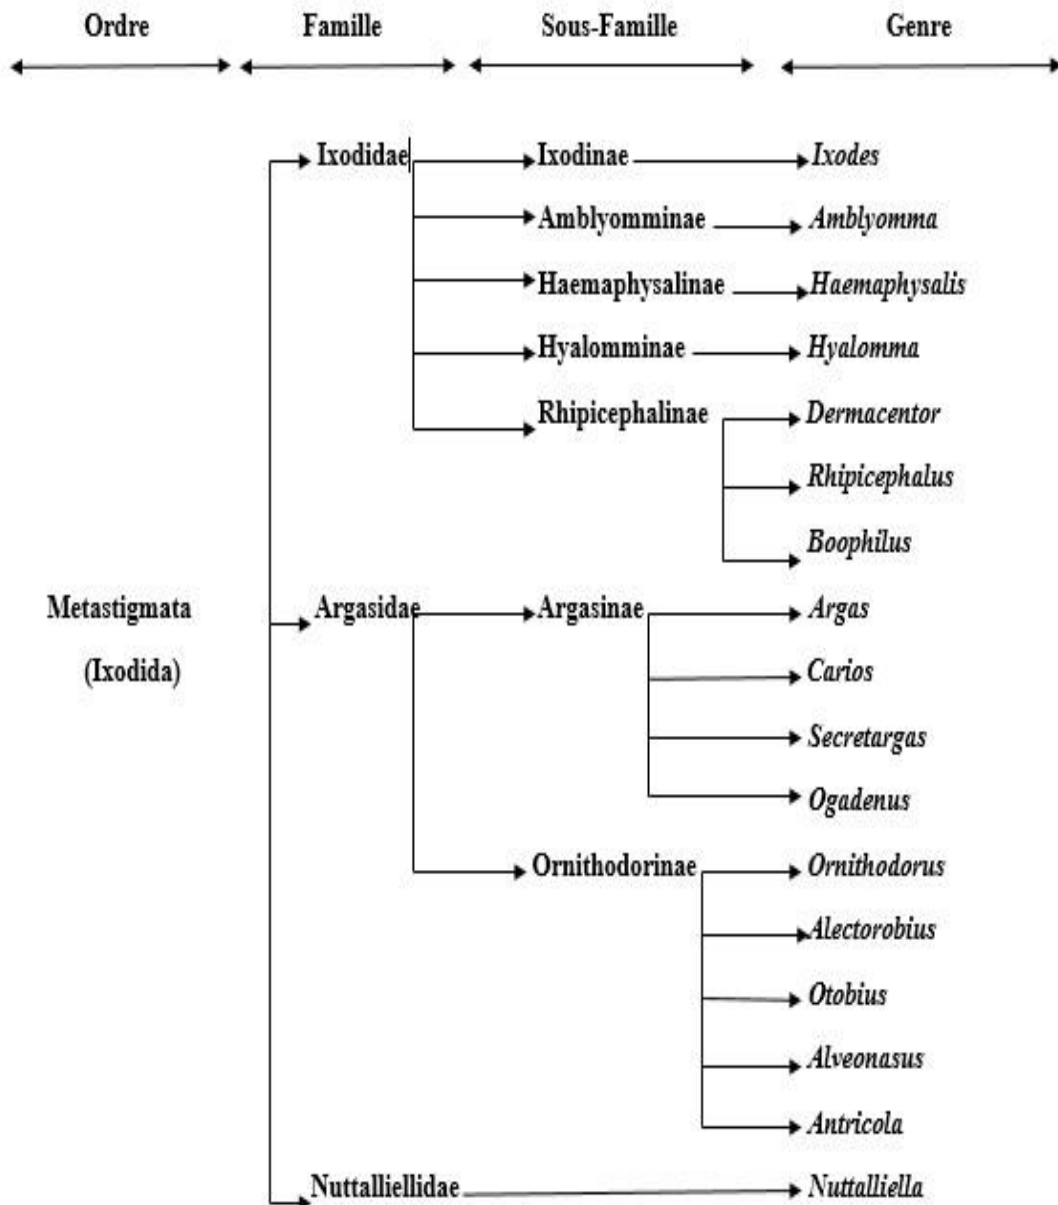 Ordre Famille Sous-Famille Genre
Ixodidae Ixodinae Ixodes
Amblyomminae Amblyomma
Haemaphysalinae Haemaphysalis
Hyalomminae Hyalomma
Rhipicephalinae Dermacentor
Rhipicephalus
Boophilus
Metastigmata Argasidae Argasinae Argas
(Ixodida) Carios
Secretargas
Ogadenus
Ornithodorinae Ornithodorus
Alectorobius
Otobius
Alveonasus
Antricola
Nuttalliellidae Nuttalliella